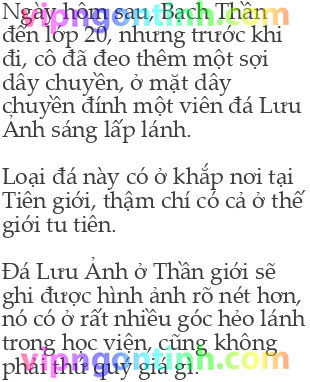 Ngày hôm sau, Bạch Thần
đến lớp 20, nhưng trước khi
đi, cô đã đeo thêm một sợi
dây chuyền, ở mặt dây
chuyền đính một viên đá Lưu
Ảnh sáng lấp lánh.
Loại đá này có ở khắp nơi tại
Tiên giới, thậm chí có cả ở thế
giới tu tiên.
Đá Lưu Ảnh ở Thần giới sẽ
ghi được hình ảnh rõ nét hơn,
nó có ở rất nhiều góc hẻo lánh
trong học viện, cũng không
phải thứ quý giá gì.
vipngontinh.com
vipngontinh.com